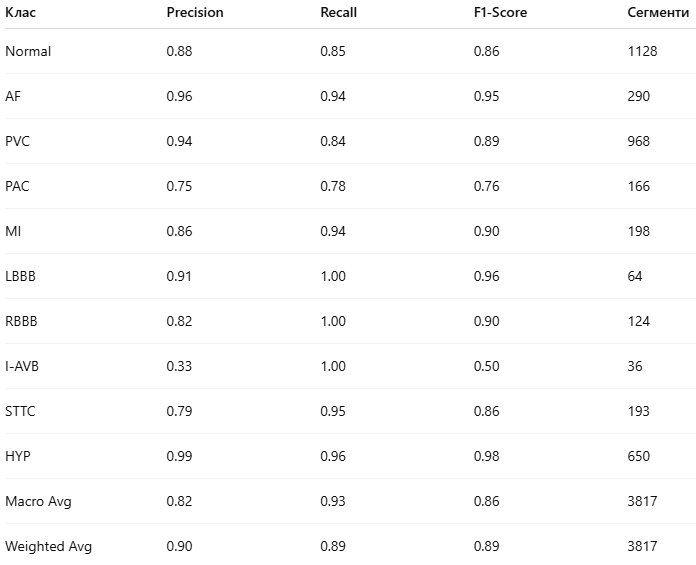 Клас Precision Recall F1-Score Сегменти
Normal 0.88 0.85 0.86 1128
AF 0.96 0.94 0.95 290
PVC 0.94 0.84 0.89 968
PAC 0.75 0.78 0.76 166
MI 0.86 0.94 0.90 198
LBBB 0.91 1.00 0.96 64
RBBB 0.82 1.00 0.90 124
I-AVB 0.33 1.00 0.50 36
STTC 0.79 0.95 0.86 193
HYP 0.99 0.96 0.98 650
Macro Avg 0.82 0.93 0.86 3817
Weighted Avg 0.90 0.89 0.89 3817